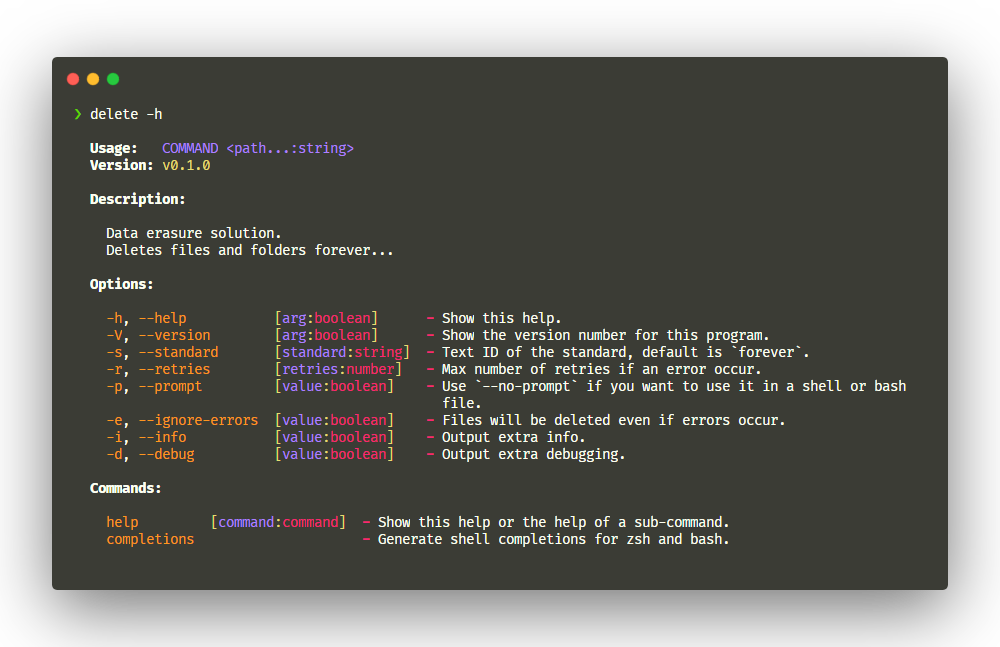 ❯ delete -h
Usage: COMMAND <path...:string>
Version: v0.1.0
Description:
Data erasure solution.
Deletes files and folders forever...
Options:
-h, --help [arg:boolean] - Show this help.
-V, --version [arg:boolean] - Show the version number for this program.
-s, --standard [standard:string] - Text ID of the standard, default is `forever`.
-r, --retries [retries:number] - Max number of retries if an error occur.
-p, --prompt [value:boolean] - Use `--no-prompt` if you want to use it in a shell or bash
file.
-e, --ignore-errors [value:boolean] - Files will be deleted even if errors occur.
-i, --info [value:boolean] - Output extra info.
-d, --debug [value:boolean] - Output extra debugging.
Commands:
help [command:command] - Show this help or the help of a sub-command.
completions - Generate shell completions for zsh and bash.